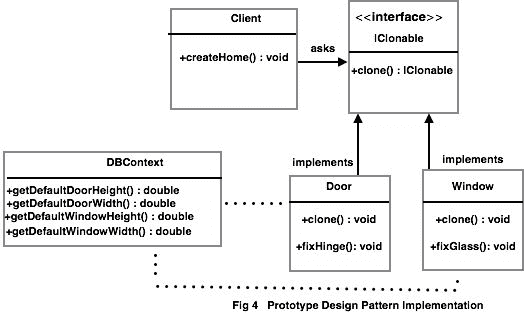 Client
+createHome() : void
asks
<<interface>>
IClonable
+clone() : IClonable
implements
implements
DBContext
+getDefaultDoorHeight() : double
+getDefaultDoorWidth() : double
+getDefaultWindowHeight() : double
+getDefaultWindowWidth() : double
Door
+clone() : void
+fixHinge(): void
Window
+clone() : void
+fixGlass(): void
Fig 4 Prototype Design Pattern Implementation